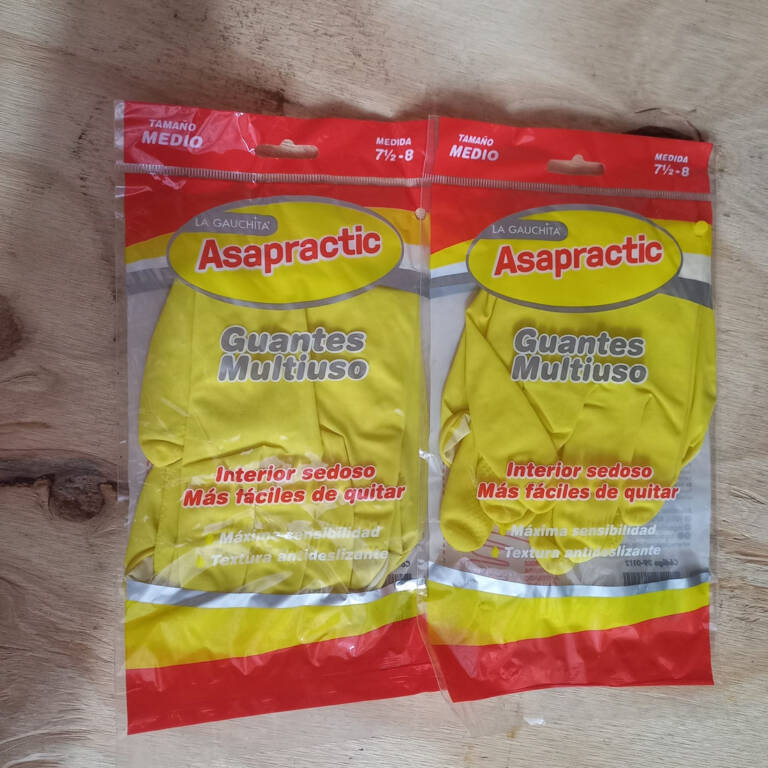 TAMAÑO
MEDIO
MEDIDA
7½-8
LA GAUCHITA
Asapractic
Guantes
Multiuso
Interior sedoso
Más fáciles de quitar
Máxima sensibilidad
Textura antideslizante
TAMAÑO
MEDIO
MEDIDA
7½-8
LA GAUCHITA
Asapractic
Guantes
Multiuso
Interior sedoso
Más fáciles de quitar
Máxima sensibilidad
Textura antideslizante